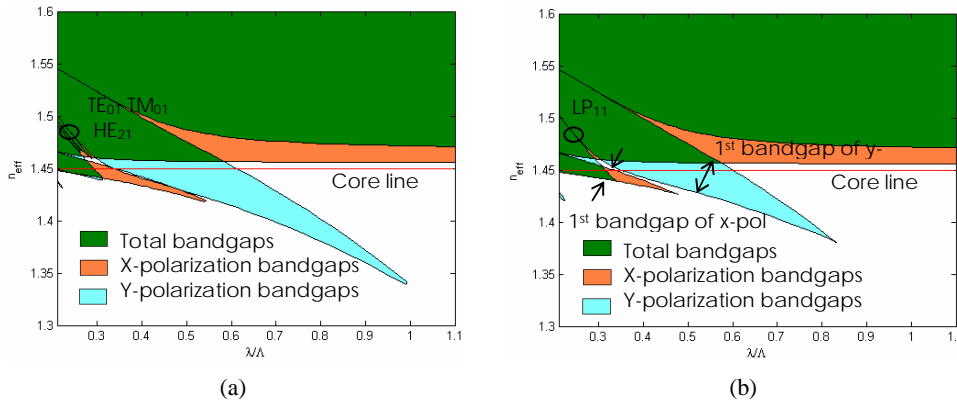 1.6
1.55
1.5
1.45
1.4
1.35
1.3
n_eff
TE01 TM01
HE21
Core line
Total bandgaps
X-polarization bandgaps
Y-polarization bandgaps
0.3 0.4 0.5 0.6 0.7 0.8 0.9 1 1.1
λ/Λ
(a)
1.6
1.55
1.5
1.45
1.4
1.35
1.3
n_eff
LP11
1st bandgap of y-
Core line
1st bandgap of x-pol
Total bandgaps
X-polarization bandgaps
Y-polarization bandgaps
0.3 0.4 0.5 0.6 0.7 0.8 0.9 1 1.1
λ/Λ
(b)